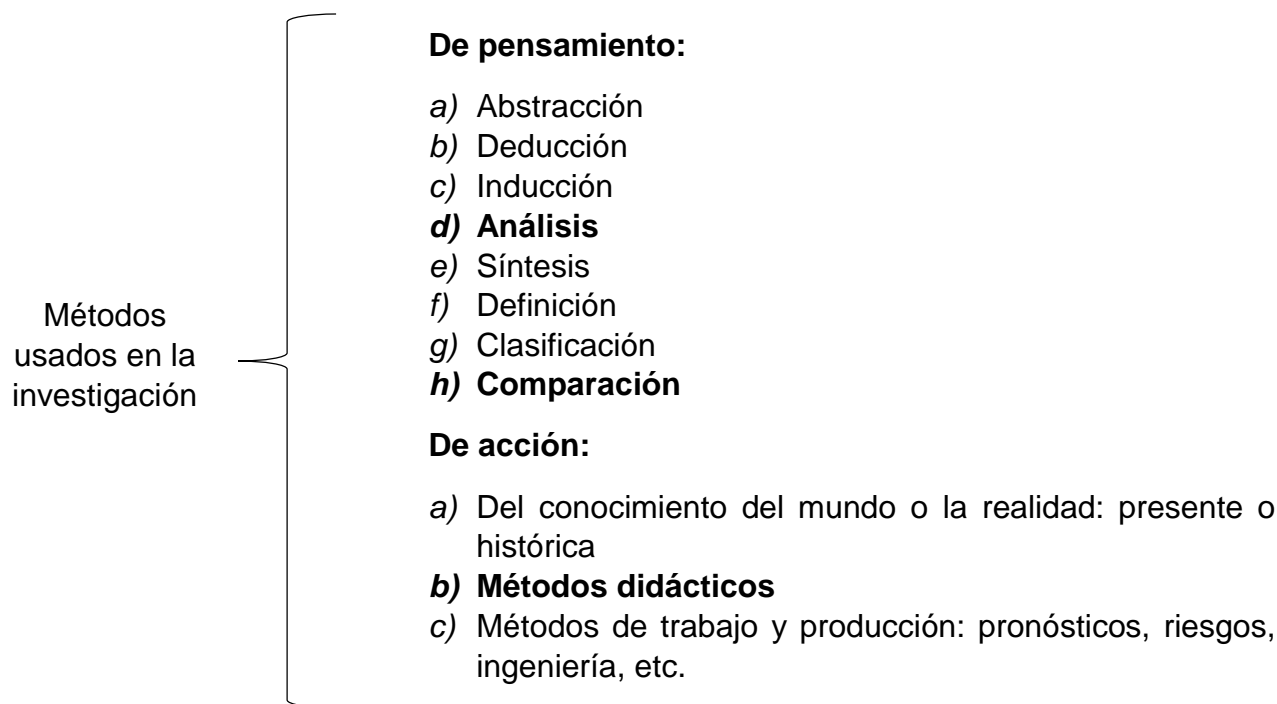 Métodos
usados en la
investigación
De pensamiento:
a) Abstracción
b) Deducción
c) Inducción
d) Análisis
e) Síntesis
f) Definición
g) Clasificación
h) Comparación
De acción:
a) Del conocimiento del mundo o la realidad: presente o
histórica
b) Métodos didácticos
c) Métodos de trabajo y producción: pronósticos, riesgos,
ingeniería, etc.